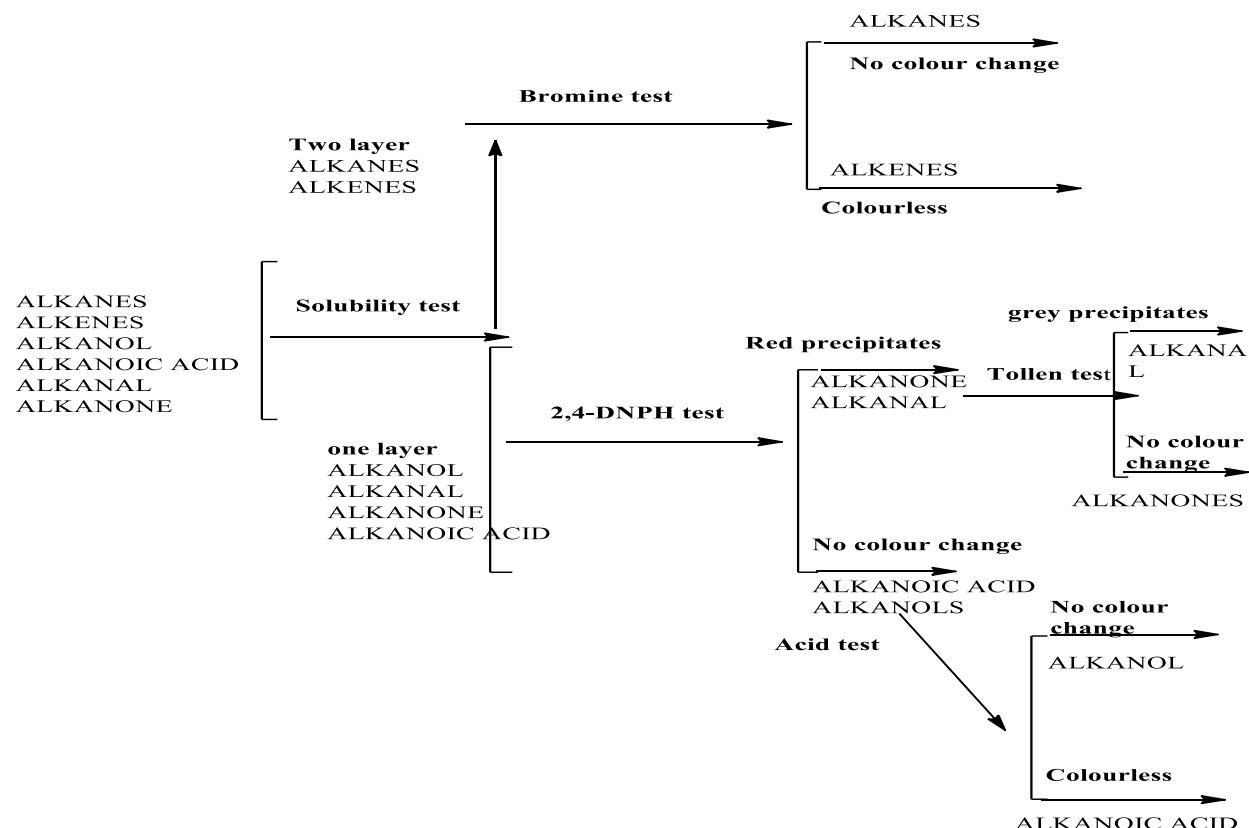 ALKANES
No colour change
Bromine test
Two layer
ALKANES
ALKENES
ALKENES
Colourless
ALKANES
ALKENES
ALKANOL
ALKANOIC ACID
ALKANAL
ALKANONE
Solubility test
one layer
ALKANOL
ALKANAL
ALKANONE
ALKANOIC ACID
2,4-DNPH test
Red precipitates
ALKANONE
ALKANAL
Tollen test
grey precipitates
ALKANA
L
No colour
change
ALKANONES
No colour change
ALKANOIC ACID
ALKANOLS
Acid test
No colour
change
ALKANOL
Colourless
ALKANOIC ACID